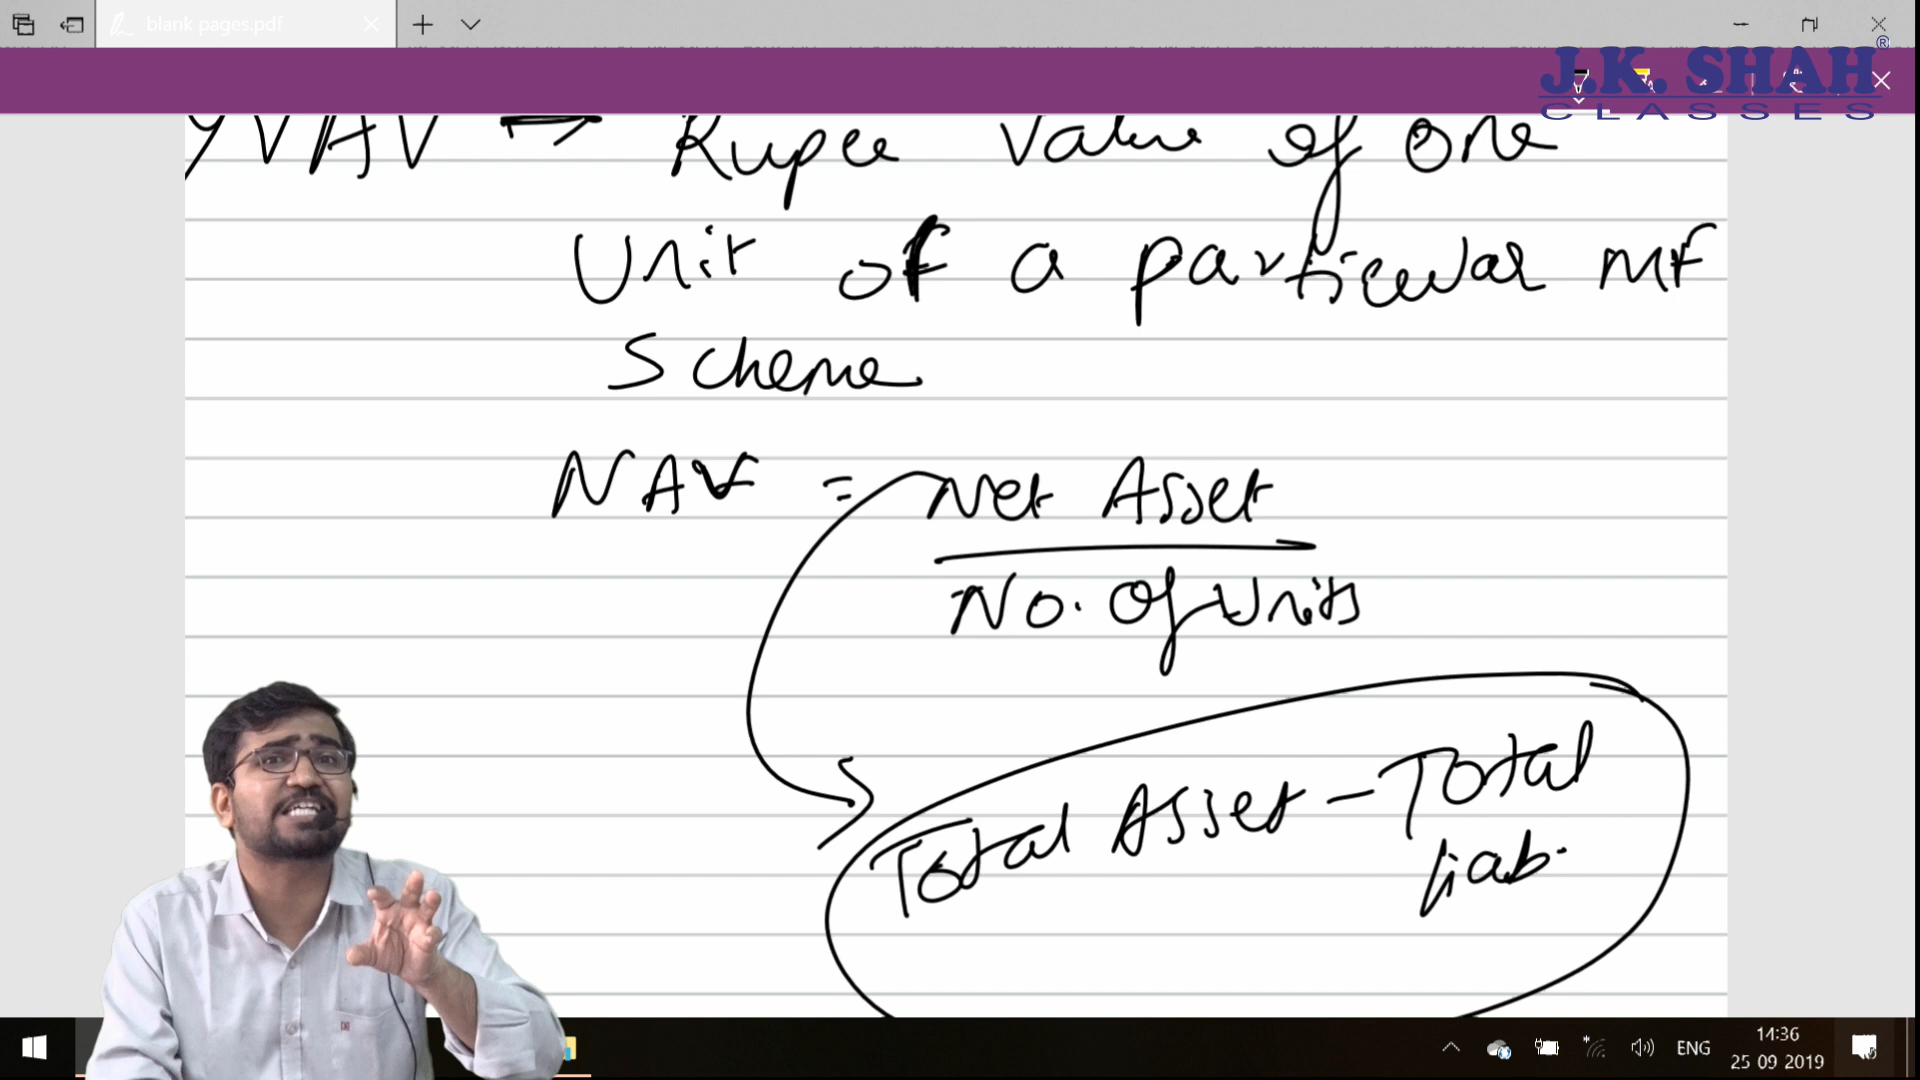 blank pages.pdf
J.K. SHAH®
CLASSES
NAV → Rupee value of one
Unit of a particular MF
Scheme
NAV = Net Asset
No. Of Units
Total Asset - Total
Liab.
ENG
14:36
25 09 2019